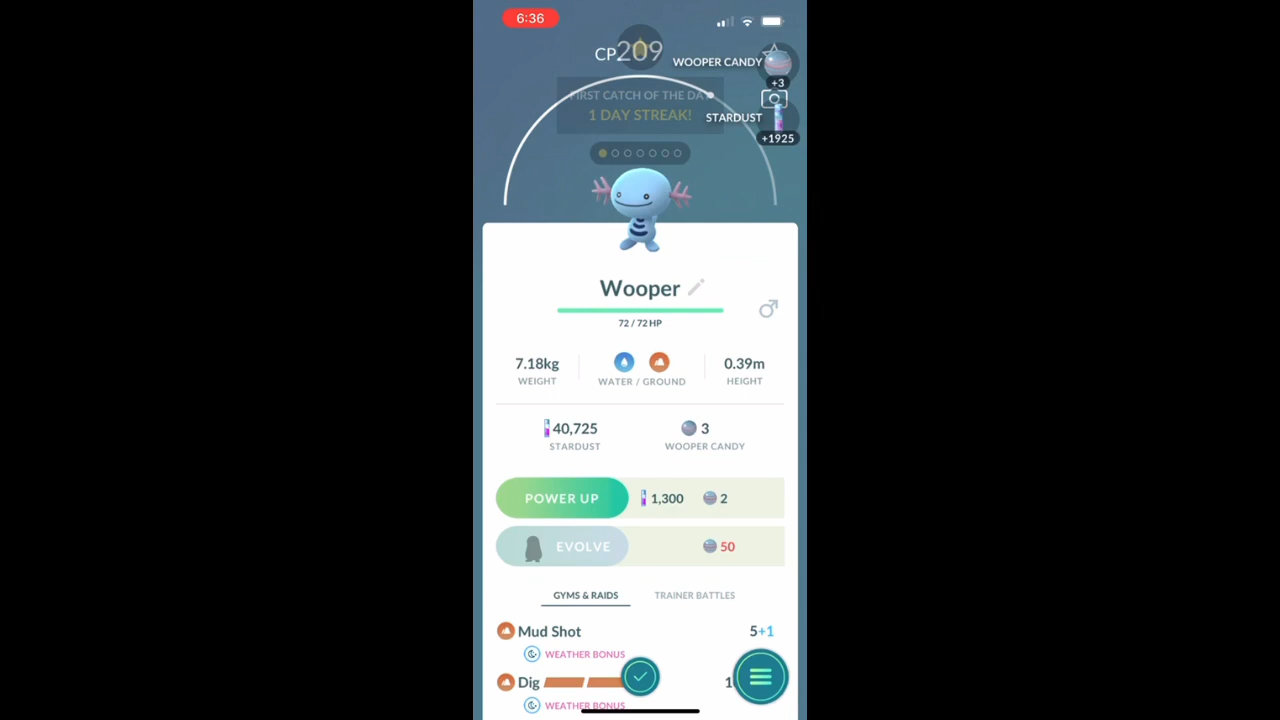 6:36
CP209
WOOPER CANDY
+3
FIRST CATCH OF THE DAY
1 DAY STREAK!
STARDUST
+1925
Wooper
72 / 72 HP
7.18kg
WEIGHT
WATER / GROUND
0.39m
HEIGHT
40,725
STARDUST
3
WOOPER CANDY
POWER UP 1,300 2
EVOLVE 50
GYMS & RAIDS TRAINER BATTLES
Mud Shot 5+1
WEATHER BONUS
Dig
WEATHER BONUS